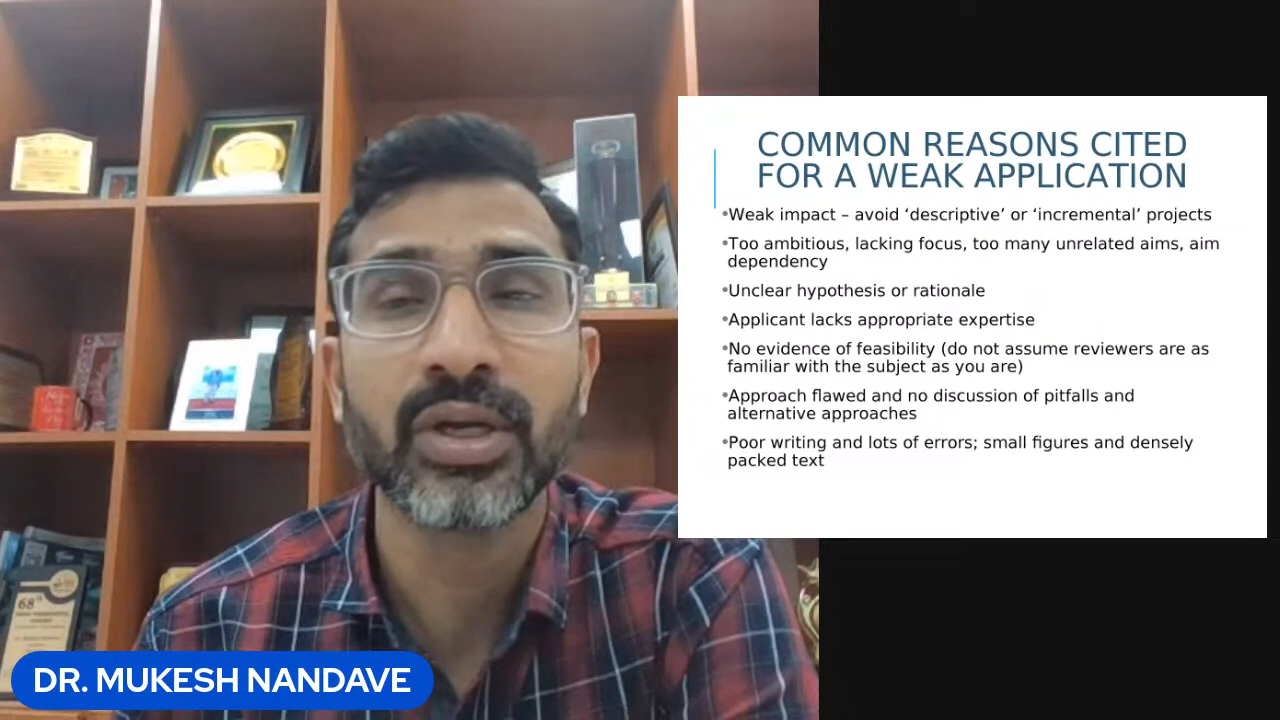 COMMON REASONS CITED
FOR A WEAK APPLICATION
•Weak impact – avoid ‘descriptive’ or ‘incremental’ projects
•Too ambitious, lacking focus, too many unrelated aims, aim
dependency
•Unclear hypothesis or rationale
•Applicant lacks appropriate expertise
•No evidence of feasibility (do not assume reviewers are as
familiar with the subject as you are)
•Approach flawed and no discussion of pitfalls and
alternative approaches
•Poor writing and lots of errors; small figures and densely
packed text
68
DR. MUKESH NANDAVE